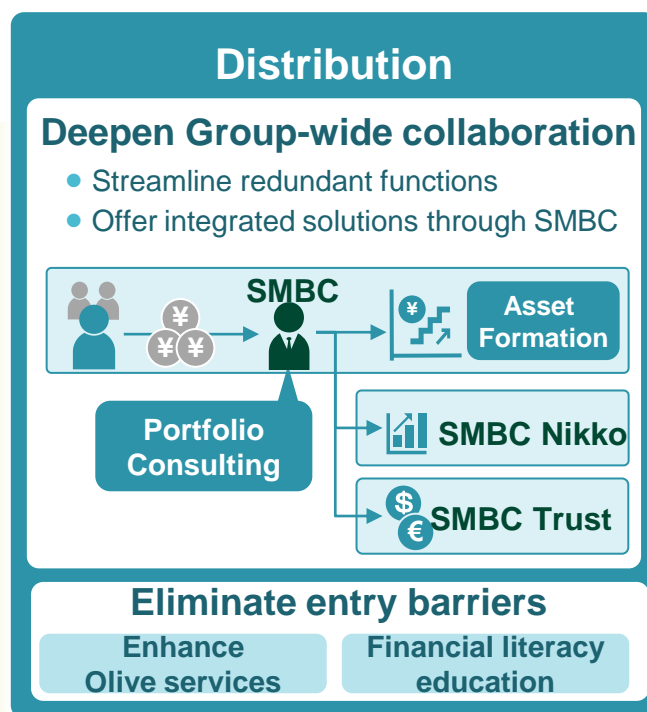 Distribution
Deepen Group-wide collaboration
● Streamline redundant functions
● Offer integrated solutions through SMBC
SMBC
¥
¥ ¥
¥
Asset
Formation
Portfolio
Consulting
SMBC Nikko
$
€
SMBC Trust
Eliminate entry barriers
Enhance
Olive services
Financial literacy
education